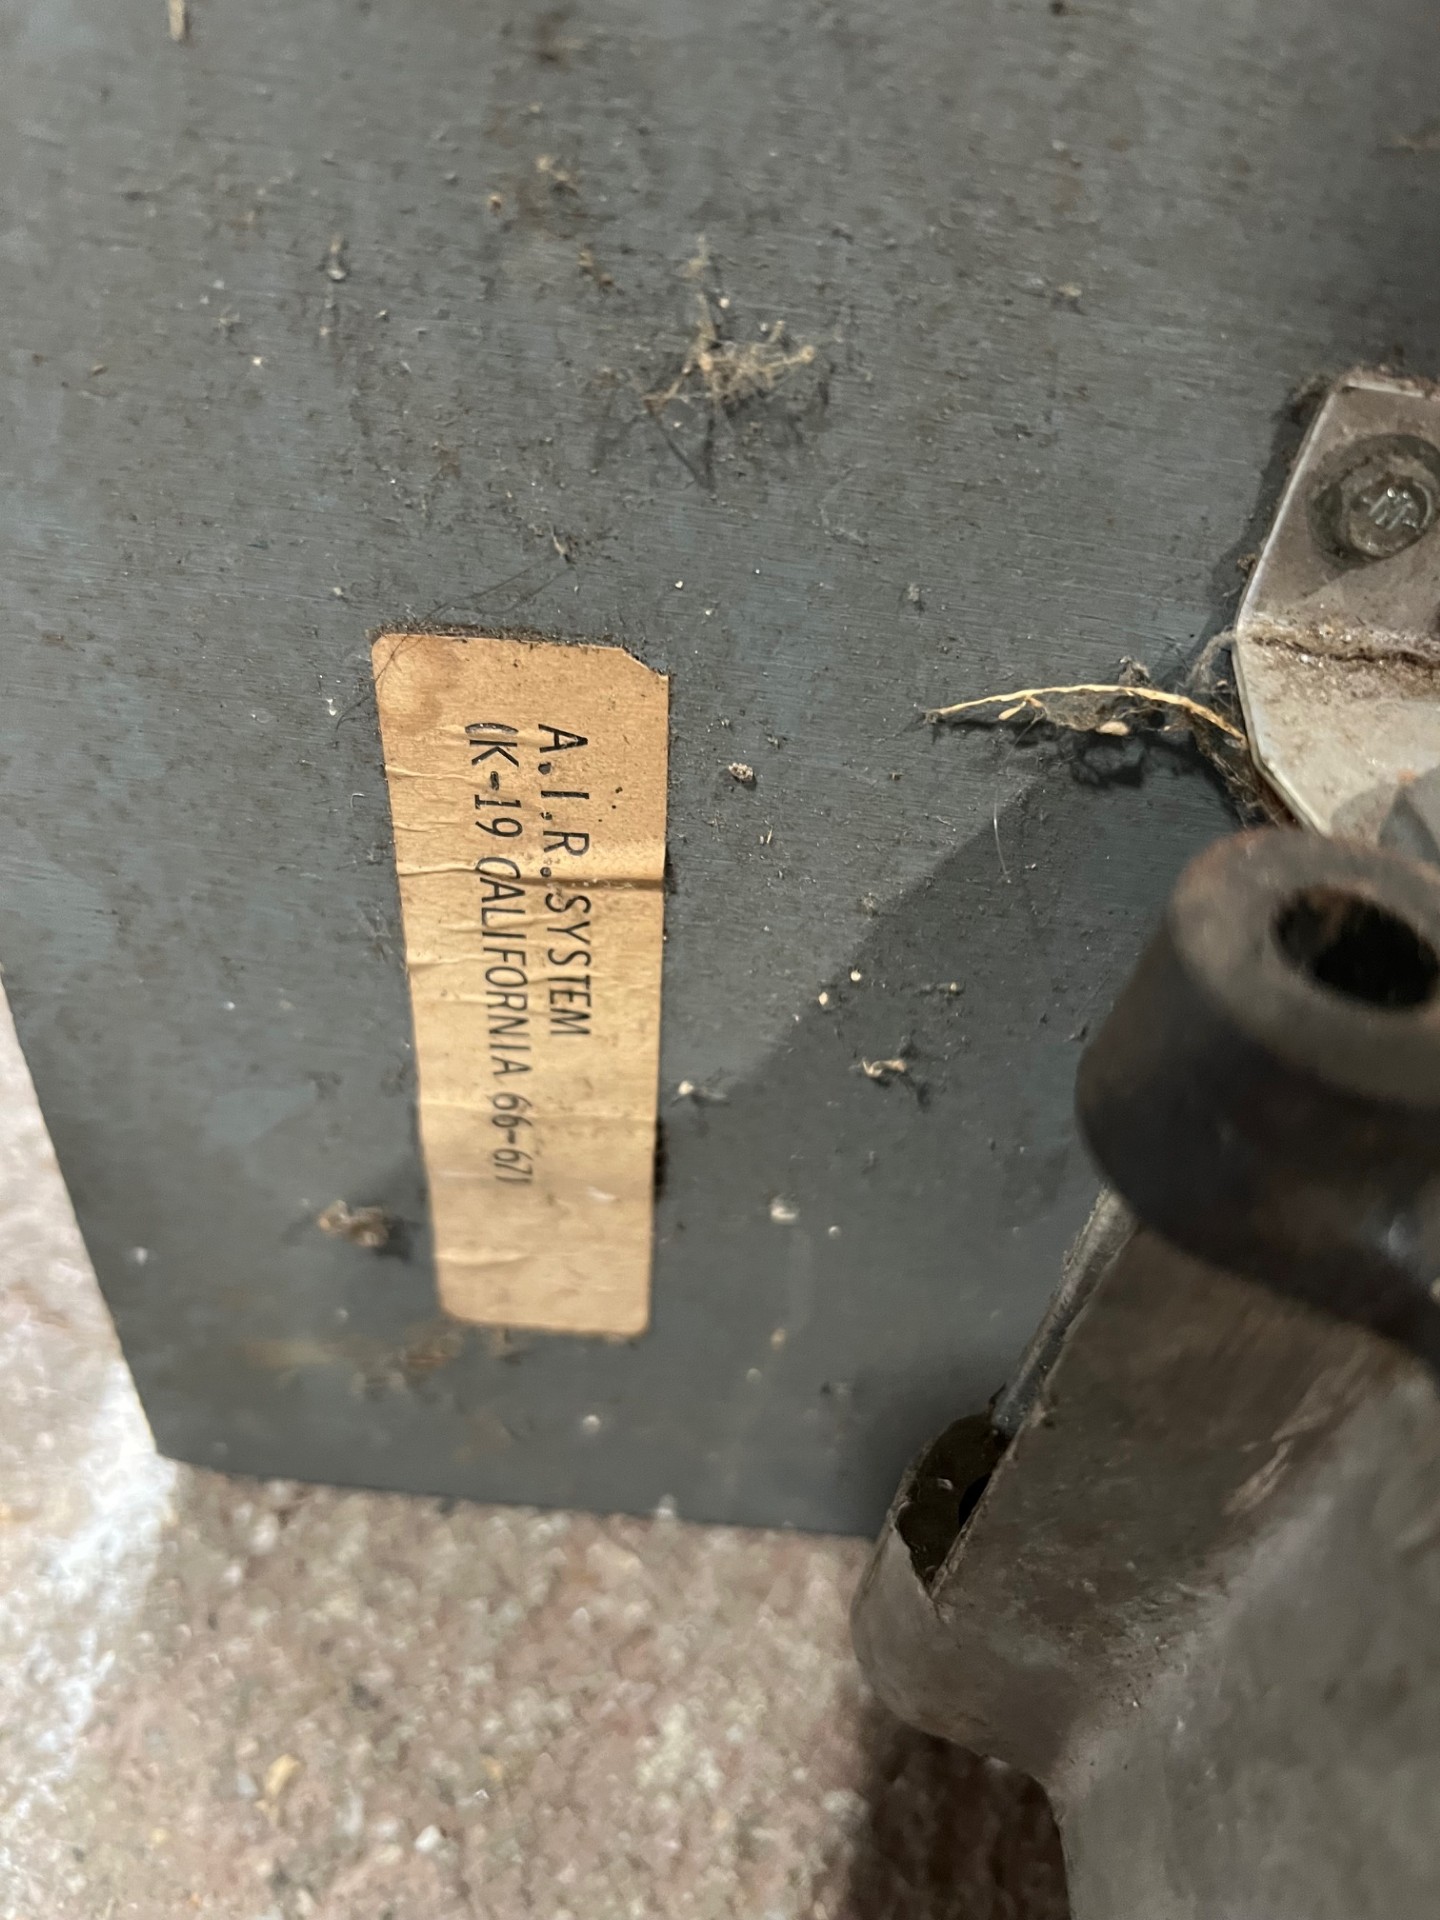 A.I.R. SYSTEM
(K-19 CALIFORNIA 66-67)